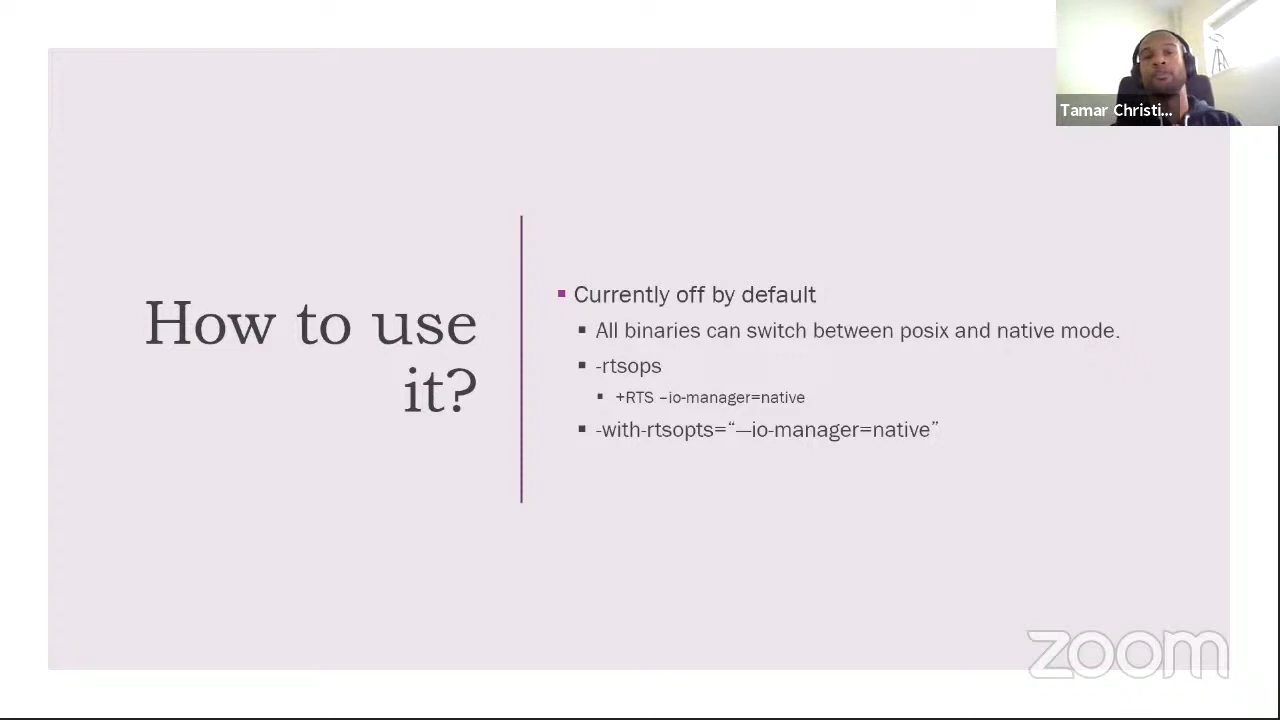 Tamar Christi...
How to use
it?
Currently off by default
All binaries can switch between posix and native mode.
-rtsops
+RTS –io-manager=native
-with-rtsopts=“—io-manager=native”
zoom